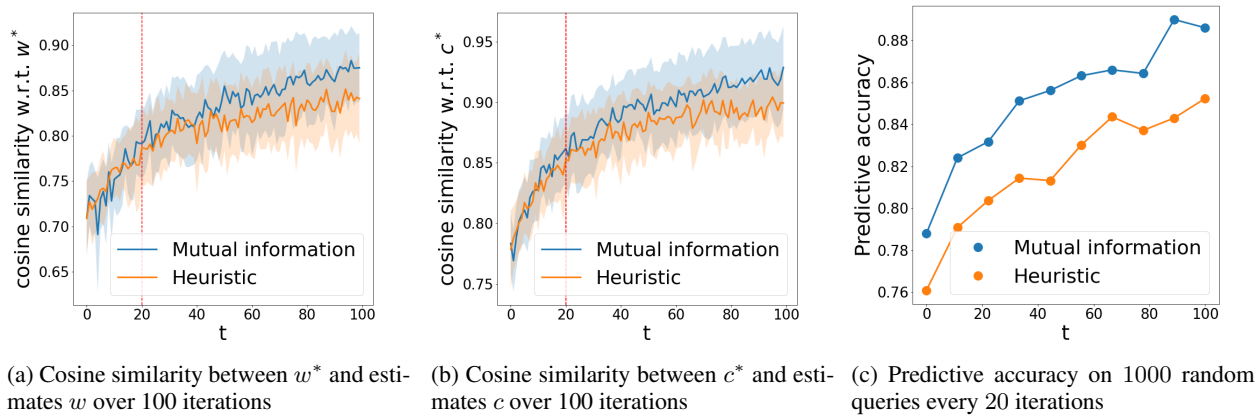 cosine similarity w.r.t. w*
0.90
0.85
0.80
0.75
0.70
0.65
Mutual information
Heuristic
0 20 40 60 80 100
t
cosine similarity w.r.t. c*
0.95
0.90
0.85
0.80
0.75
Mutual information
Heuristic
0 20 40 60 80 100
t
Predictive accuracy
0.88
0.86
0.84
0.82
0.80
0.78
0.76
Mutual information
Heuristic
0 20 40 60 80 100
t
(a) Cosine similarity between w* and esti-
mates w over 100 iterations
(b) Cosine similarity between c* and esti-
mates c over 100 iterations
(c) Predictive accuracy on 1000 random
queries every 20 iterations